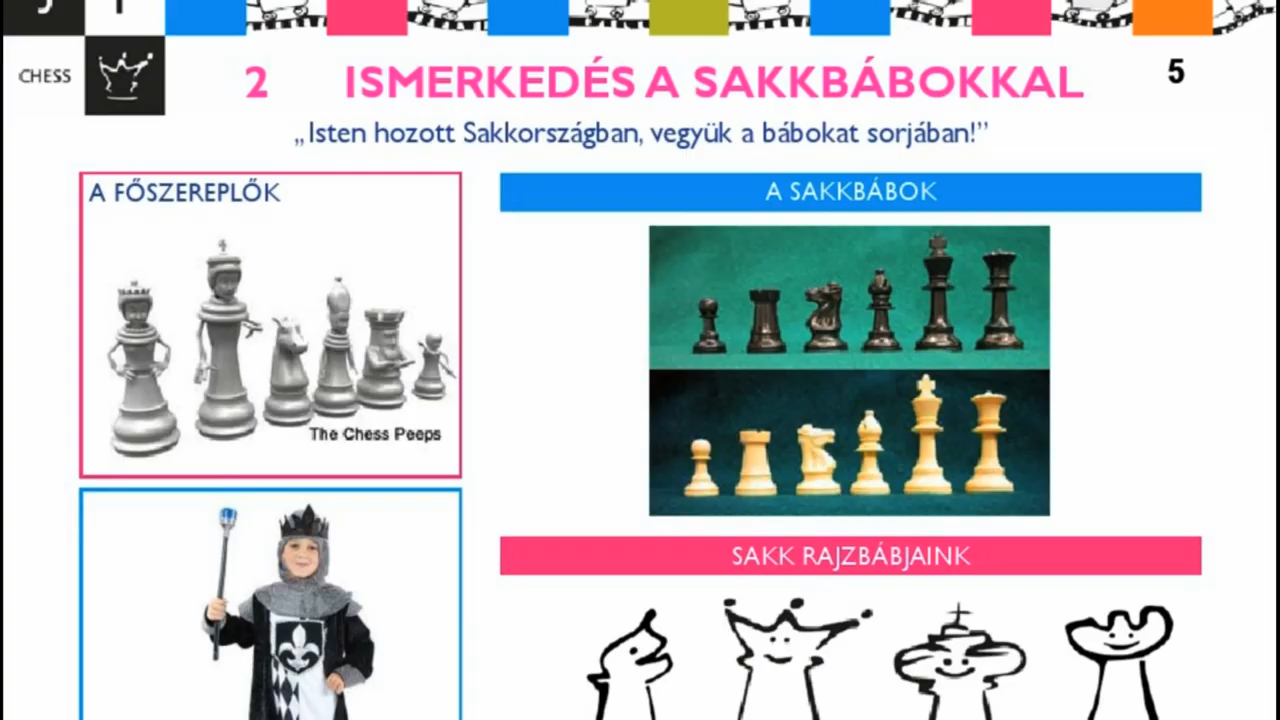 CHESS
2 ISMERKEDÉS A SAKKBÁBOKKAL 5
„Isten hozott Sakkországban, vegyük a bábokat sorjában!”
A FŐSZEREPLŐK
The Chess Peeps
A SAKKBÁBOK
SAKK RAJZBÁBJAINK